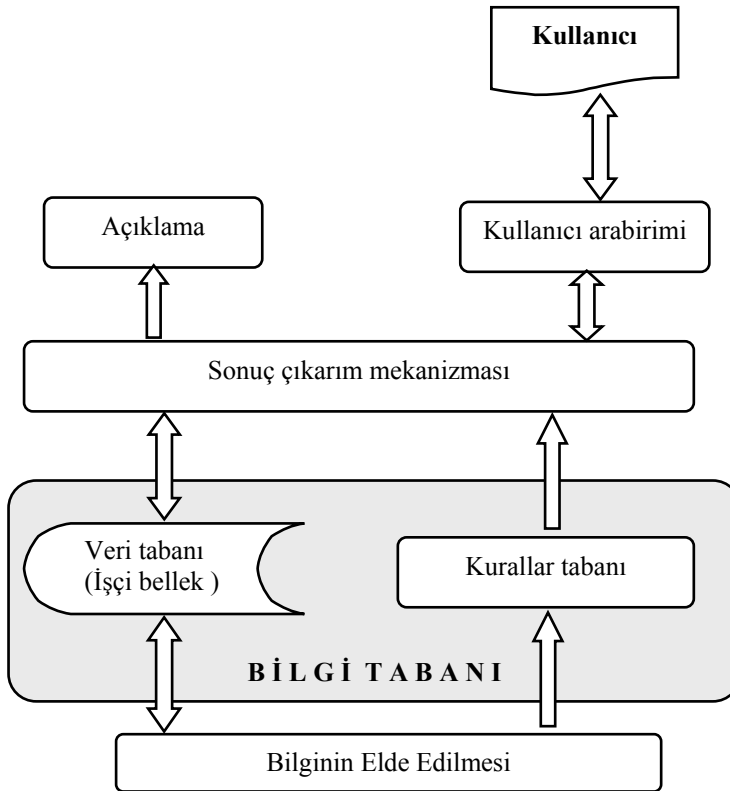 Kullanıcı
Açıklama
Kullanıcı arabirimi
Sonuç çıkarım mekanizması
Veri tabanı
(İşçi bellek )
Kurallar tabanı
B İ L G İ T A B A N I
Bilginin Elde Edilmesi